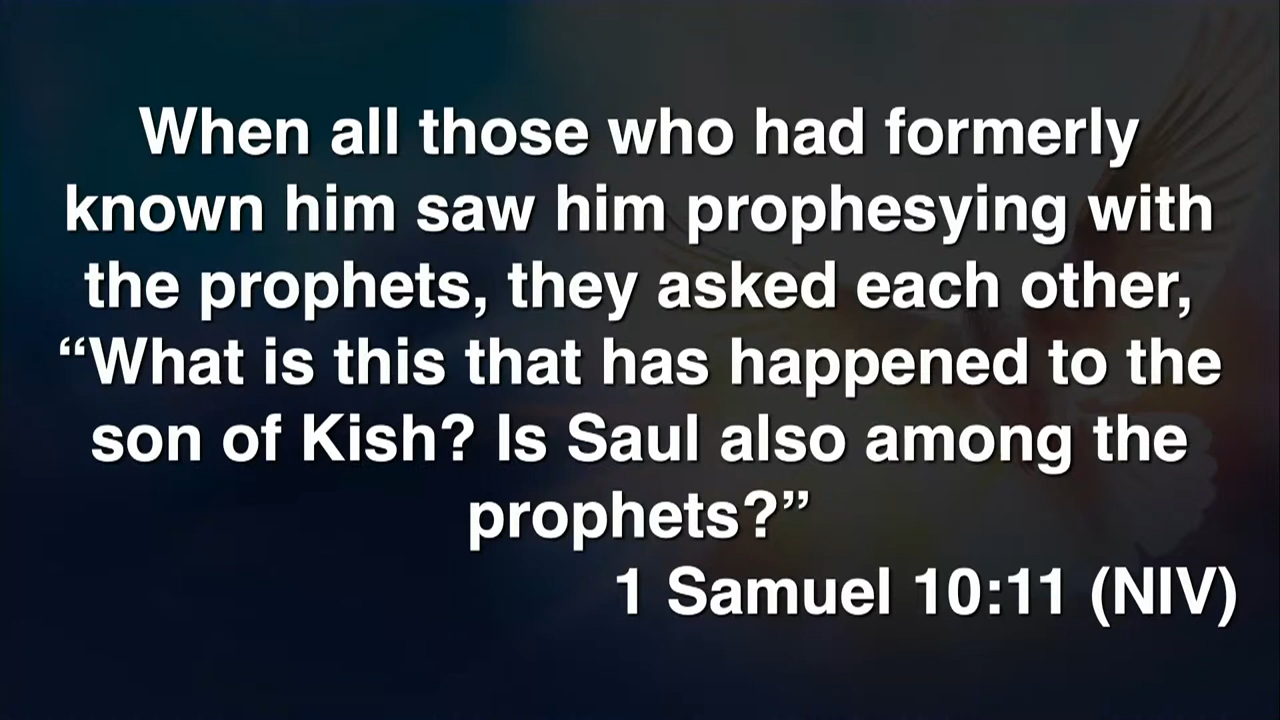 When all those who had formerly
known him saw him prophesying with
the prophets, they asked each other,
“What is this that has happened to the
son of Kish? Is Saul also among the
prophets?”
1 Samuel 10:11 (NIV)